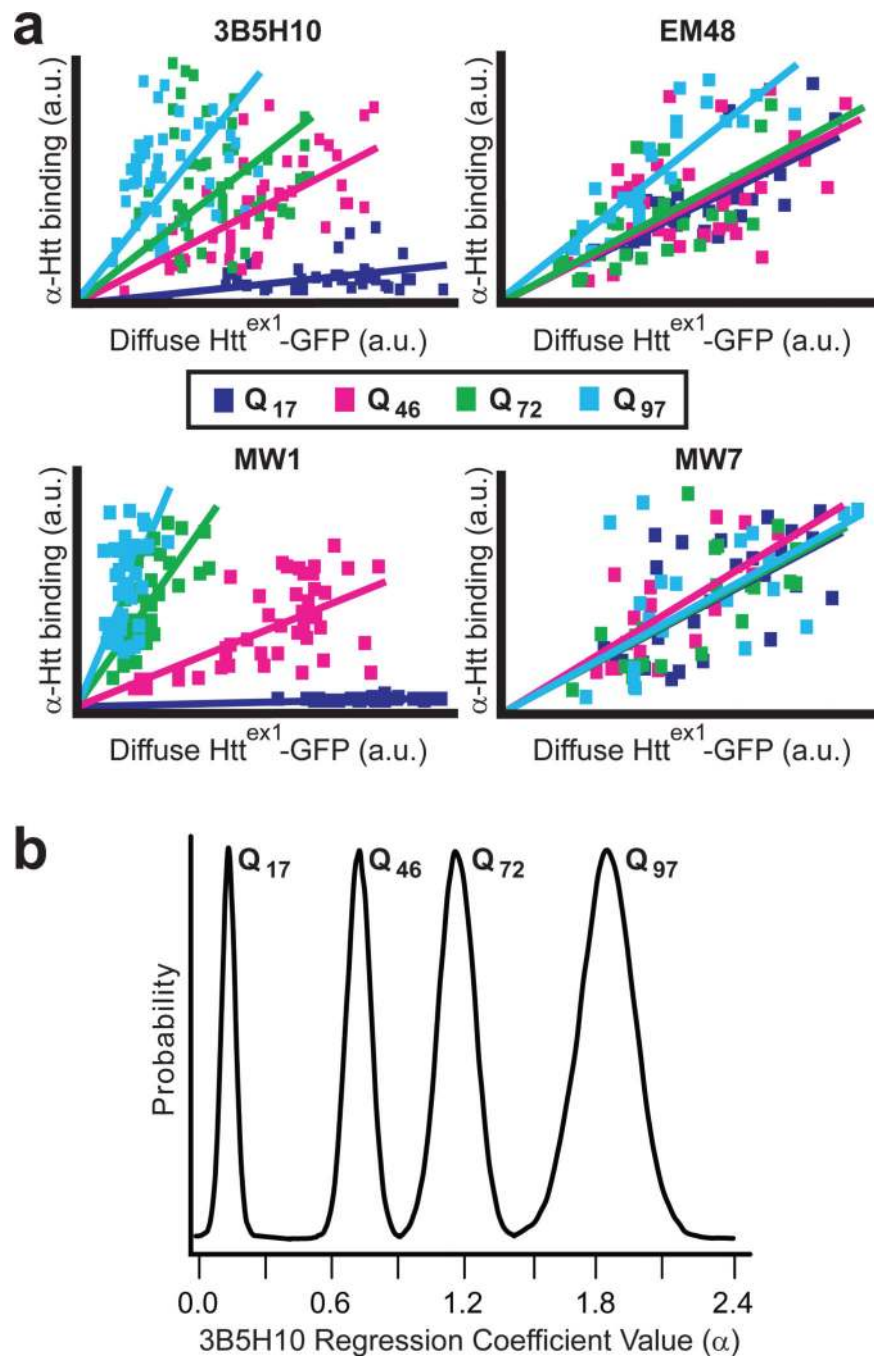 a
3B5H10
EM48
α-Htt binding (a.u.)
α-Htt binding (a.u.)
Diffuse Htt^ex1-GFP (a.u.)
Diffuse Htt^ex1-GFP (a.u.)
Q17 Q46 Q72 Q97
MW1
MW7
α-Htt binding (a.u.)
α-Htt binding (a.u.)
Diffuse Htt^ex1-GFP (a.u.)
Diffuse Htt^ex1-GFP (a.u.)
b
Q17 Q46 Q72 Q97
Probability
0.0 0.6 1.2 1.8 2.4
3B5H10 Regression Coefficient Value (α)